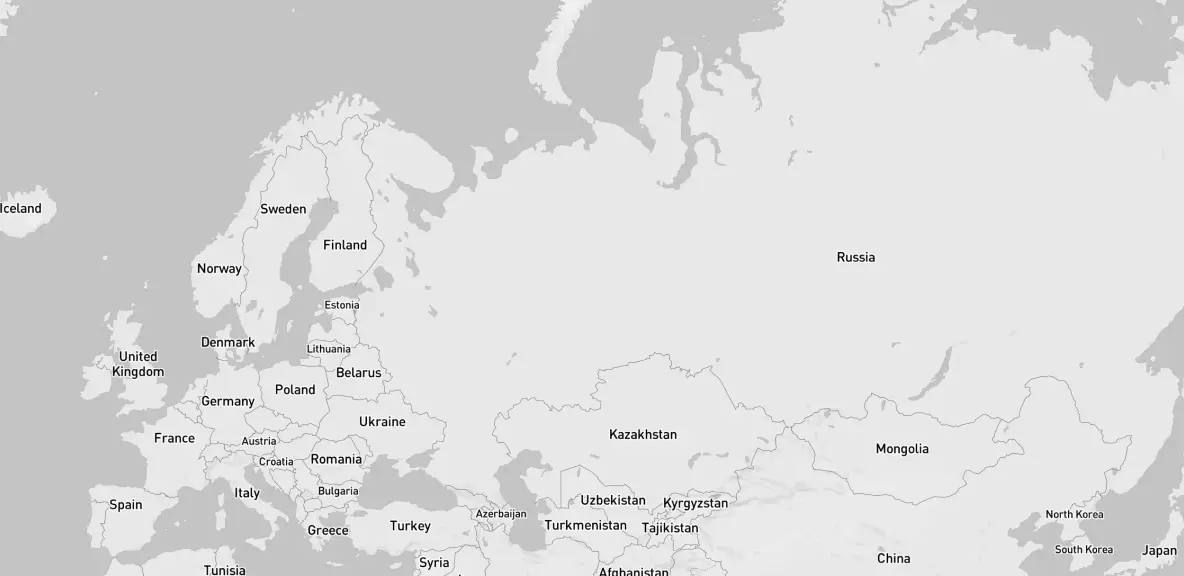 Iceland
Sweden
Finland
Norway
Russia
Estonia
Denmark
Lithuania
United
Kingdom
Belarus
Poland
Germany
Ukraine
France
Austria
Kazakhstan
Mongolia
Croatia
Romania
Italy
Bulgaria
Spain
Uzbekistan
Kyrgyzstan
Azerbaijan
North Korea
Greece
Turkey
Turkmenistan
Tajikistan
South Korea
Japan
China
Syria
Tunisia
Afghanistan